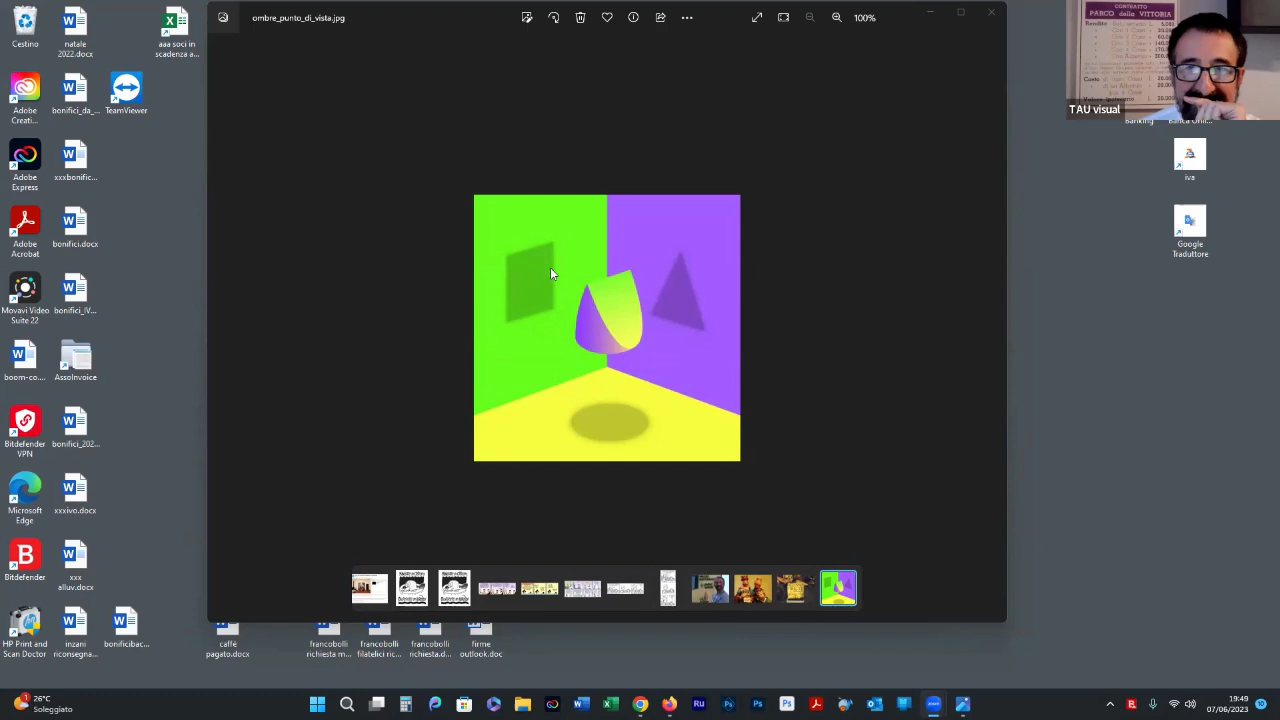 ombre_punto_di_vista.jpg
100%
CONTRATTO
PARCO della VITTORIA
TAU visual
Cestino
natale
2022.docx
aaa soci in
scadenza a...
Adobe
Creati...
bonifici_da_...
TeamViewer
Adobe
Express
xxxbonific...
Adobe
Acrobat
bonifici.docx
Movavi Video
Suite 22
bonifici_IV...
boom-co....
AssoInvoice
Bitdefender
VPN
bonifici_202...
Microsoft
Edge
xxxivo.docx
Bitdefender
xxx
alluv.docx
HP Print and
Scan Doctor
inzani
riconsegna...
bonificibac...
caffè
pagato.docx
francobolli
richiesta m...
francobolli
filatelici ric...
francobolli
richiesta.d...
firme
outlook.doc
Banking
iva
Google
Traduttore
26°C
Soleggiato
19:49
07/06/2023